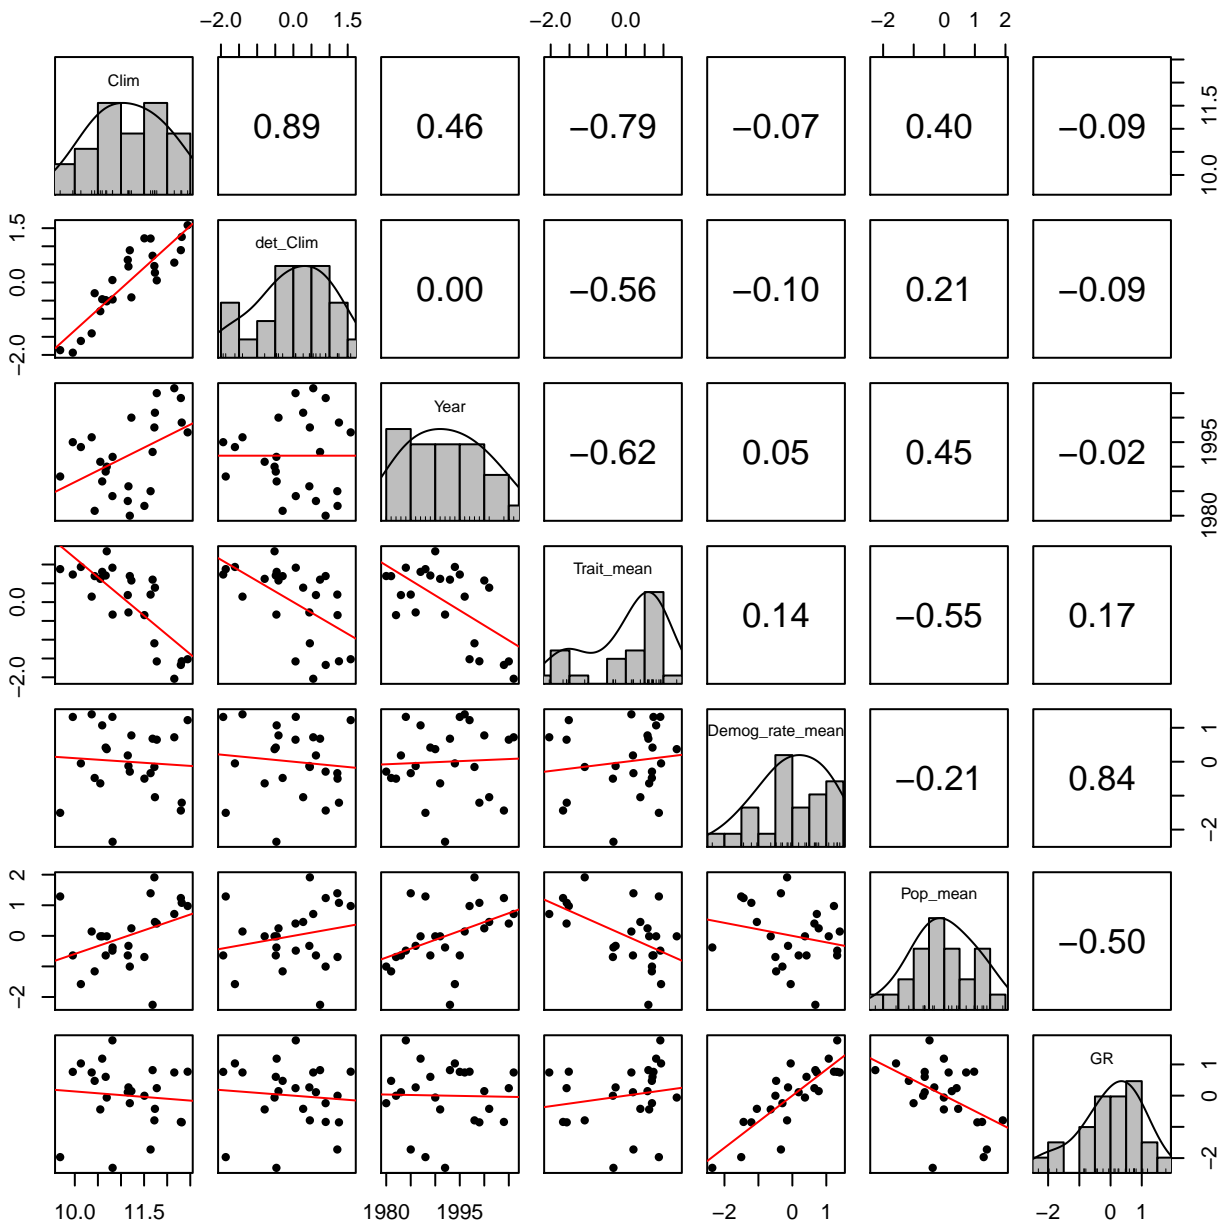 −2.0 0.0 1.5 −2.0 0.0 −2 0 1 2
Clim 0.89 0.46 −0.79 −0.07 0.40 −0.09 10.0 11.5
−2.0 0.0 1.5 det_Clim 0.00 −0.56 −0.10 0.21 −0.09
Year −0.62 0.05 0.45 −0.02 1980 1995
−2.0 0.0 Trait_mean 0.14 −0.55 0.17
Demog_rate_mean −0.21 0.84 −2 0 1
−2 0 1 2 Pop_mean −0.50
GR −2 0 1
10.0 11.5 1980 1995 −2 0 1 −2 0 1